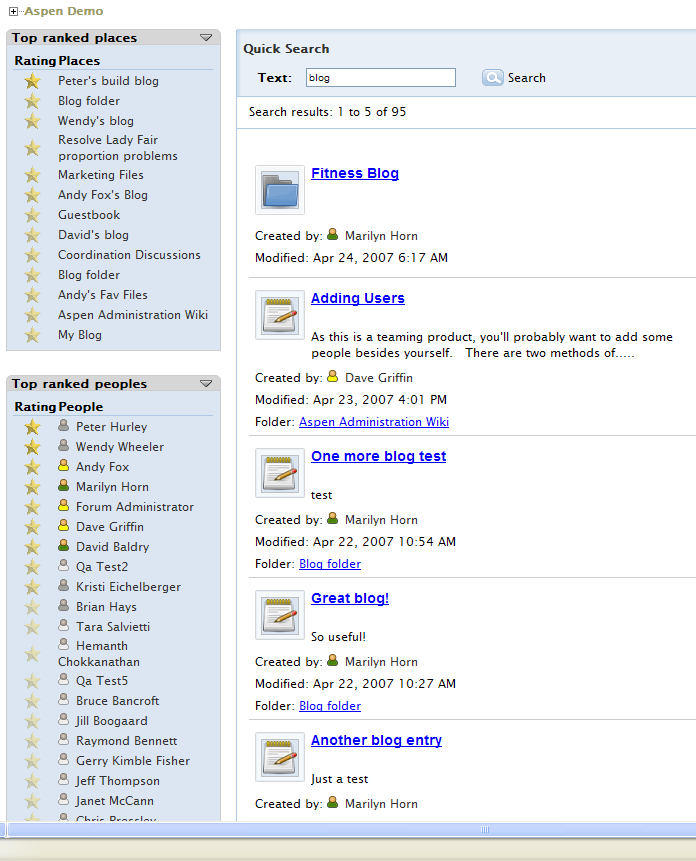 Aspen Demo
Top ranked places
Rating Places
Peter's build blog
Blog folder
Wendy's blog
Resolve Lady Fair
proportion problems
Marketing Files
Andy Fox's Blog
Guestbook
David's blog
Coordination Discussions
Blog folder
Andy's Fav Files
Aspen Administration Wiki
My Blog
Top ranked peoples
Rating People
Peter Hurley
Wendy Wheeler
Andy Fox
Marilyn Horn
Forum Administrator
Dave Griffin
David Baldry
Qa Test2
Kristi Eichelberger
Brian Hays
Tara Salvietti
Hemanth
Chokkanathan
Qa Test5
Bruce Bancroft
Jill Boogaard
Raymond Bennett
Gerry Kimble Fisher
Jeff Thompson
Janet McCann
Chris Pressley
Quick Search
Text: blog Search
Search results: 1 to 5 of 95
Fitness Blog
Created by: Marilyn Horn
Modified: Apr 24, 2007 6:17 AM
Adding Users
As this is a teaming product, you'll probably want to add some
people besides yourself. There are two methods of.....
Created by: Dave Griffin
Modified: Apr 23, 2007 4:01 PM
Folder: Aspen Administration Wiki
One more blog test
test
Created by: Marilyn Horn
Modified: Apr 22, 2007 10:54 AM
Folder: Blog folder
Great blog!
So useful!
Created by: Marilyn Horn
Modified: Apr 22, 2007 10:27 AM
Folder: Blog folder
Another blog entry
Just a test
Created by: Marilyn Horn